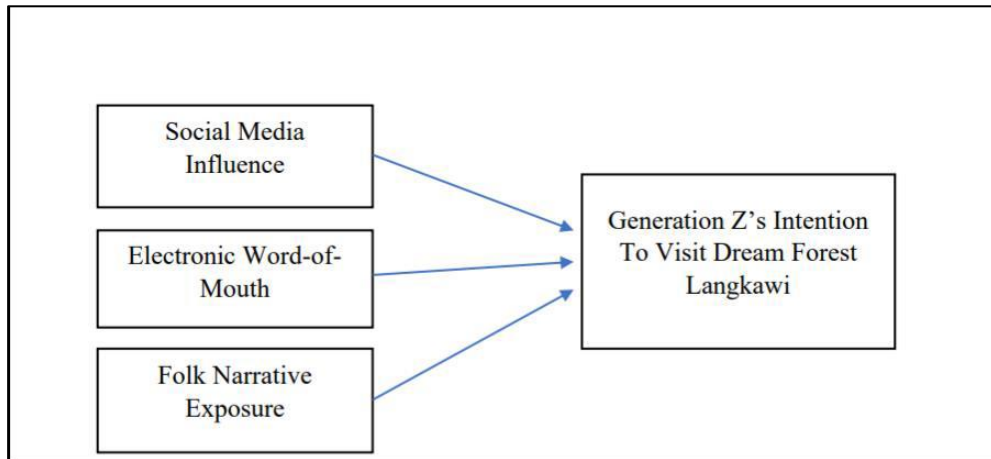 Social Media
Influence
Electronic Word-of-
Mouth
Folk Narrative
Exposure
Generation Z’s Intention
To Visit Dream Forest
Langkawi